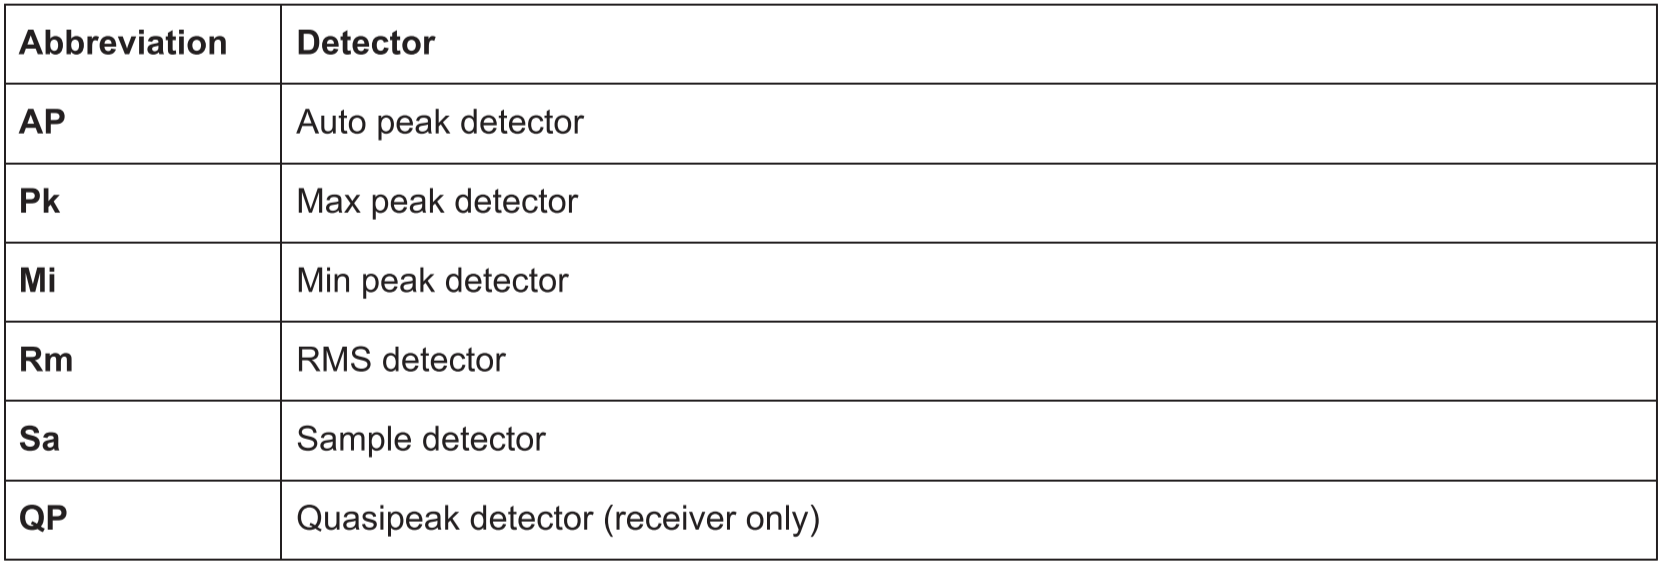 Abbreviation Detector
AP Auto peak detector
Pk Max peak detector
Mi Min peak detector
Rm RMS detector
Sa Sample detector
QP Quasipeak detector (receiver only)